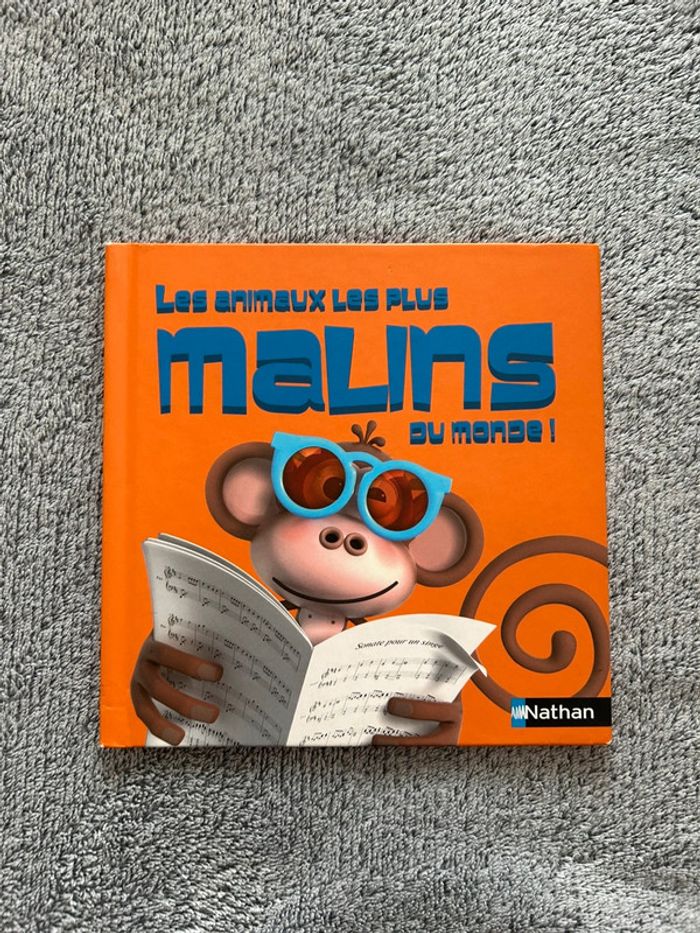 Les animaux les plus
malins
du monde !
Sonate pour un singe
Nathan